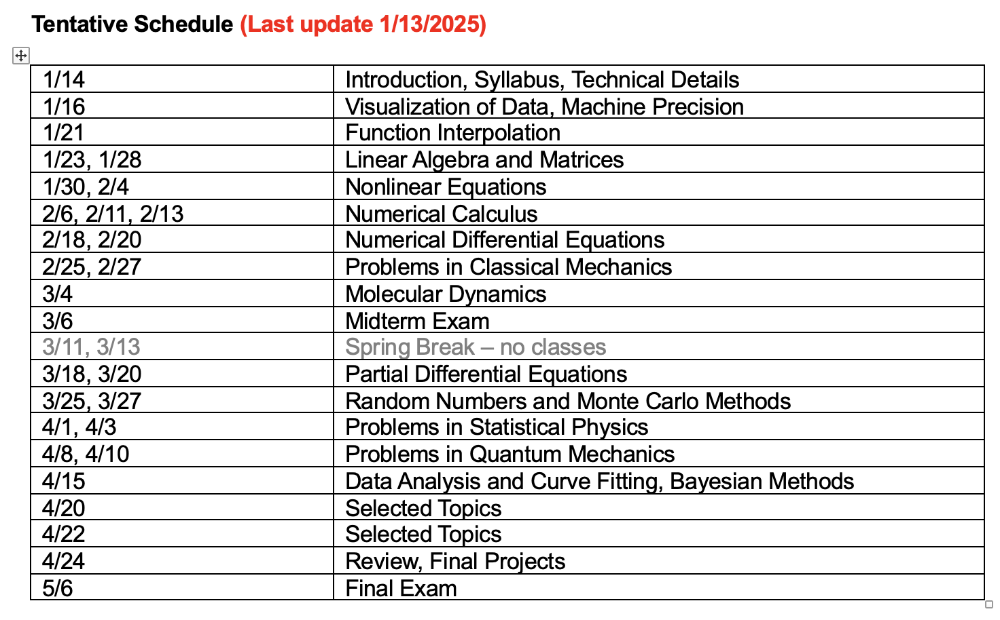 Tentative Schedule (Last update 1/13/2025)
1/14 Introduction, Syllabus, Technical Details
1/16 Visualization of Data, Machine Precision
1/21 Function Interpolation
1/23, 1/28 Linear Algebra and Matrices
1/30, 2/4 Nonlinear Equations
2/6, 2/11, 2/13 Numerical Calculus
2/18, 2/20 Numerical Differential Equations
2/25, 2/27 Problems in Classical Mechanics
3/4 Molecular Dynamics
3/6 Midterm Exam
3/11, 3/13 Spring Break – no classes
3/18, 3/20 Partial Differential Equations
3/25, 3/27 Random Numbers and Monte Carlo Methods
4/1, 4/3 Problems in Statistical Physics
4/8, 4/10 Problems in Quantum Mechanics
4/15 Data Analysis and Curve Fitting, Bayesian Methods
4/20 Selected Topics
4/22 Selected Topics
4/24 Review, Final Projects
5/6 Final Exam